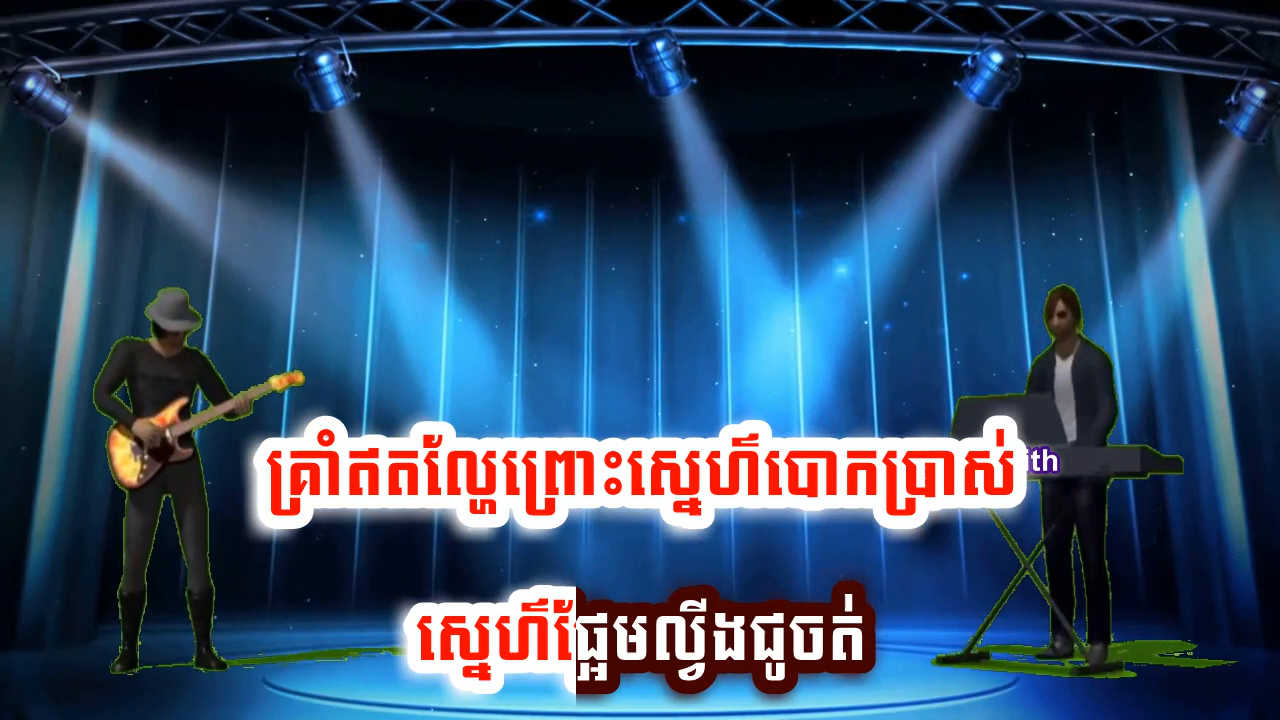 គ្រាំឥតល្ហែព្រោះស្នេហ៍បោកប្រាស់
ស្នេហ៍ផ្អែមល្វីងជូចត់